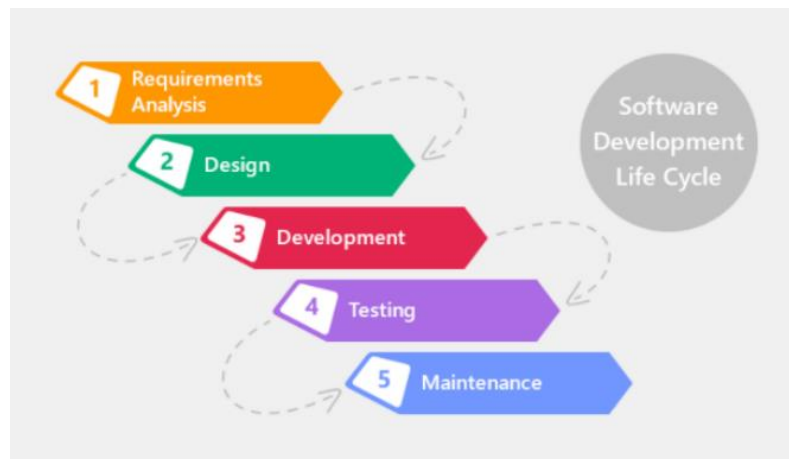 1
Requirements
Analysis
2
Design
3
Development
4
Testing
5
Maintenance
Software
Development
Life Cycle